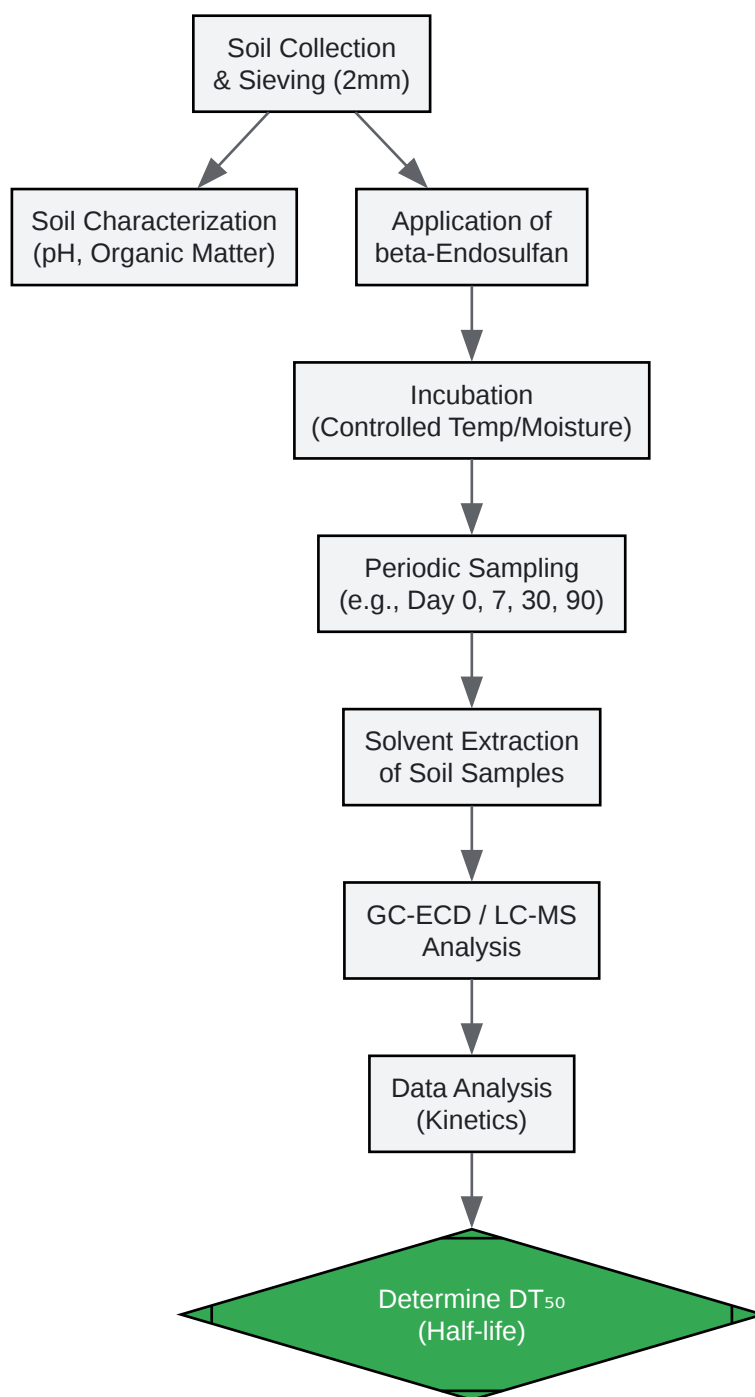 Soil Collection
& Sieving (2mm)
Soil Characterization
(pH, Organic Matter)
Application of
beta-Endosulfan
Incubation
(Controlled Temp/Moisture)
Periodic Sampling
(e.g., Day 0, 7, 30, 90)
Solvent Extraction
of Soil Samples
GC-ECD / LC-MS
Analysis
Data Analysis
(Kinetics)
Determine DT₅₀
(Half-life)